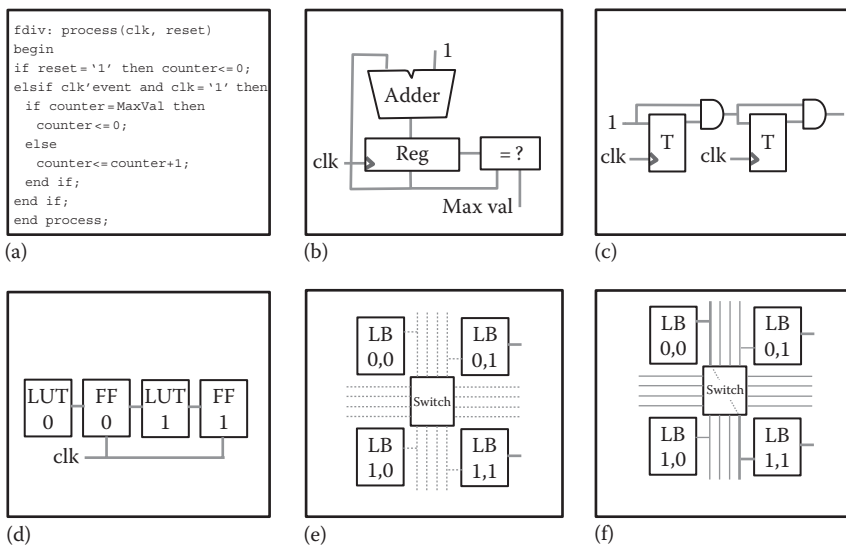 fdiv: process(clk, reset)
begin
if reset=‘1’ then counter<=0;
elsif clk’event and clk=‘1’ then
if counter=MaxVal then
counter<=0;
else
counter<=counter+1;
end if;
end if;
end process;
(a)
1
Adder
clk
Reg
= ?
Max val
(b)
1
T
T
clk
clk
(c)
LUT
0
FF
0
LUT
1
FF
1
clk
(d)
LB
0,0
LB
0,1
Switch
LB
1,0
LB
1,1
(e)
LB
0,0
LB
0,1
Switch
LB
1,0
LB
1,1
(f)